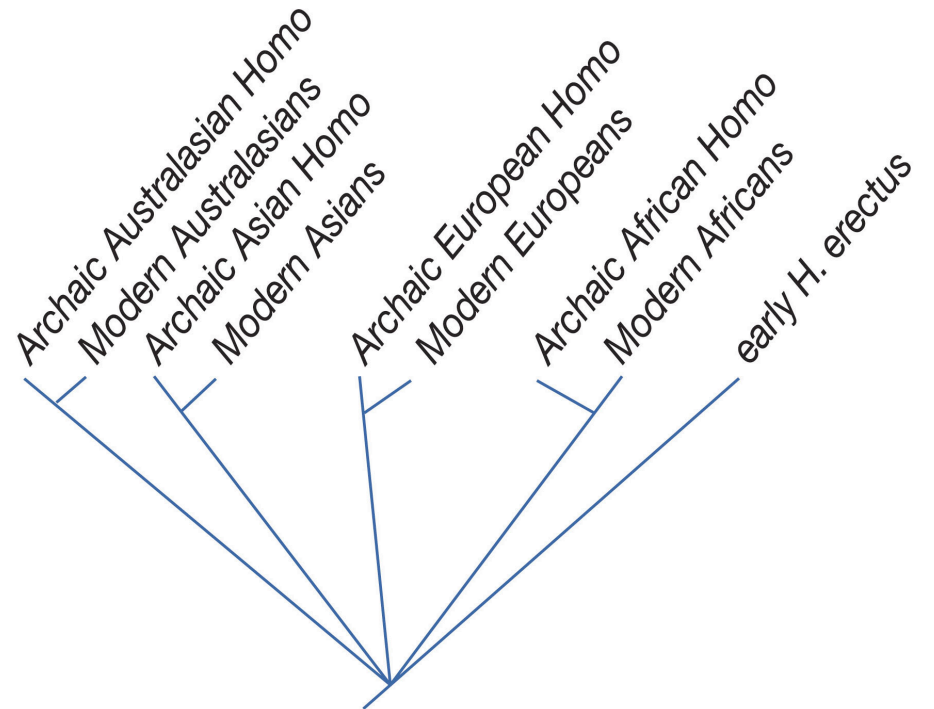 Archaic Australasian Homo
Modern Australasians
Archaic Asian Homo
Modern Asians
Archaic European Homo
Modern Europeans
Archaic African Homo
Modern Africans
early H. erectus